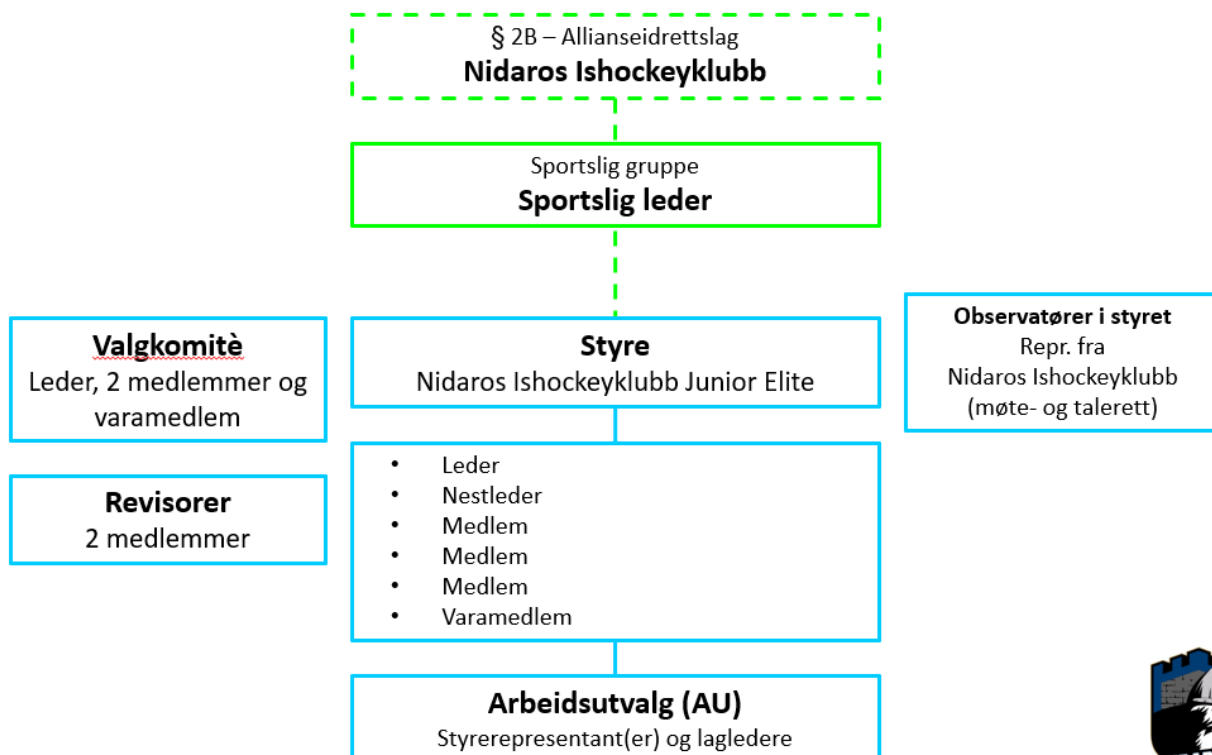 § 2B – Allianseidrettslag
Nidaros Ishockeyklubb
Sportslig gruppe
Sportslig leder
Valgkomitè
Leder, 2 medlemmer og
varamedlem
Styre
Nidaros Ishockeyklubb Junior Elite
Observatører i styret
Repr. fra
Nidaros Ishockeyklubb
(møte- og talerett)
Revisorer
2 medlemmer
• Leder
• Nestleder
• Medlem
• Medlem
• Medlem
• Varamedlem
Arbeidsutvalg (AU)
Styrerepresentant(er) og lagledere